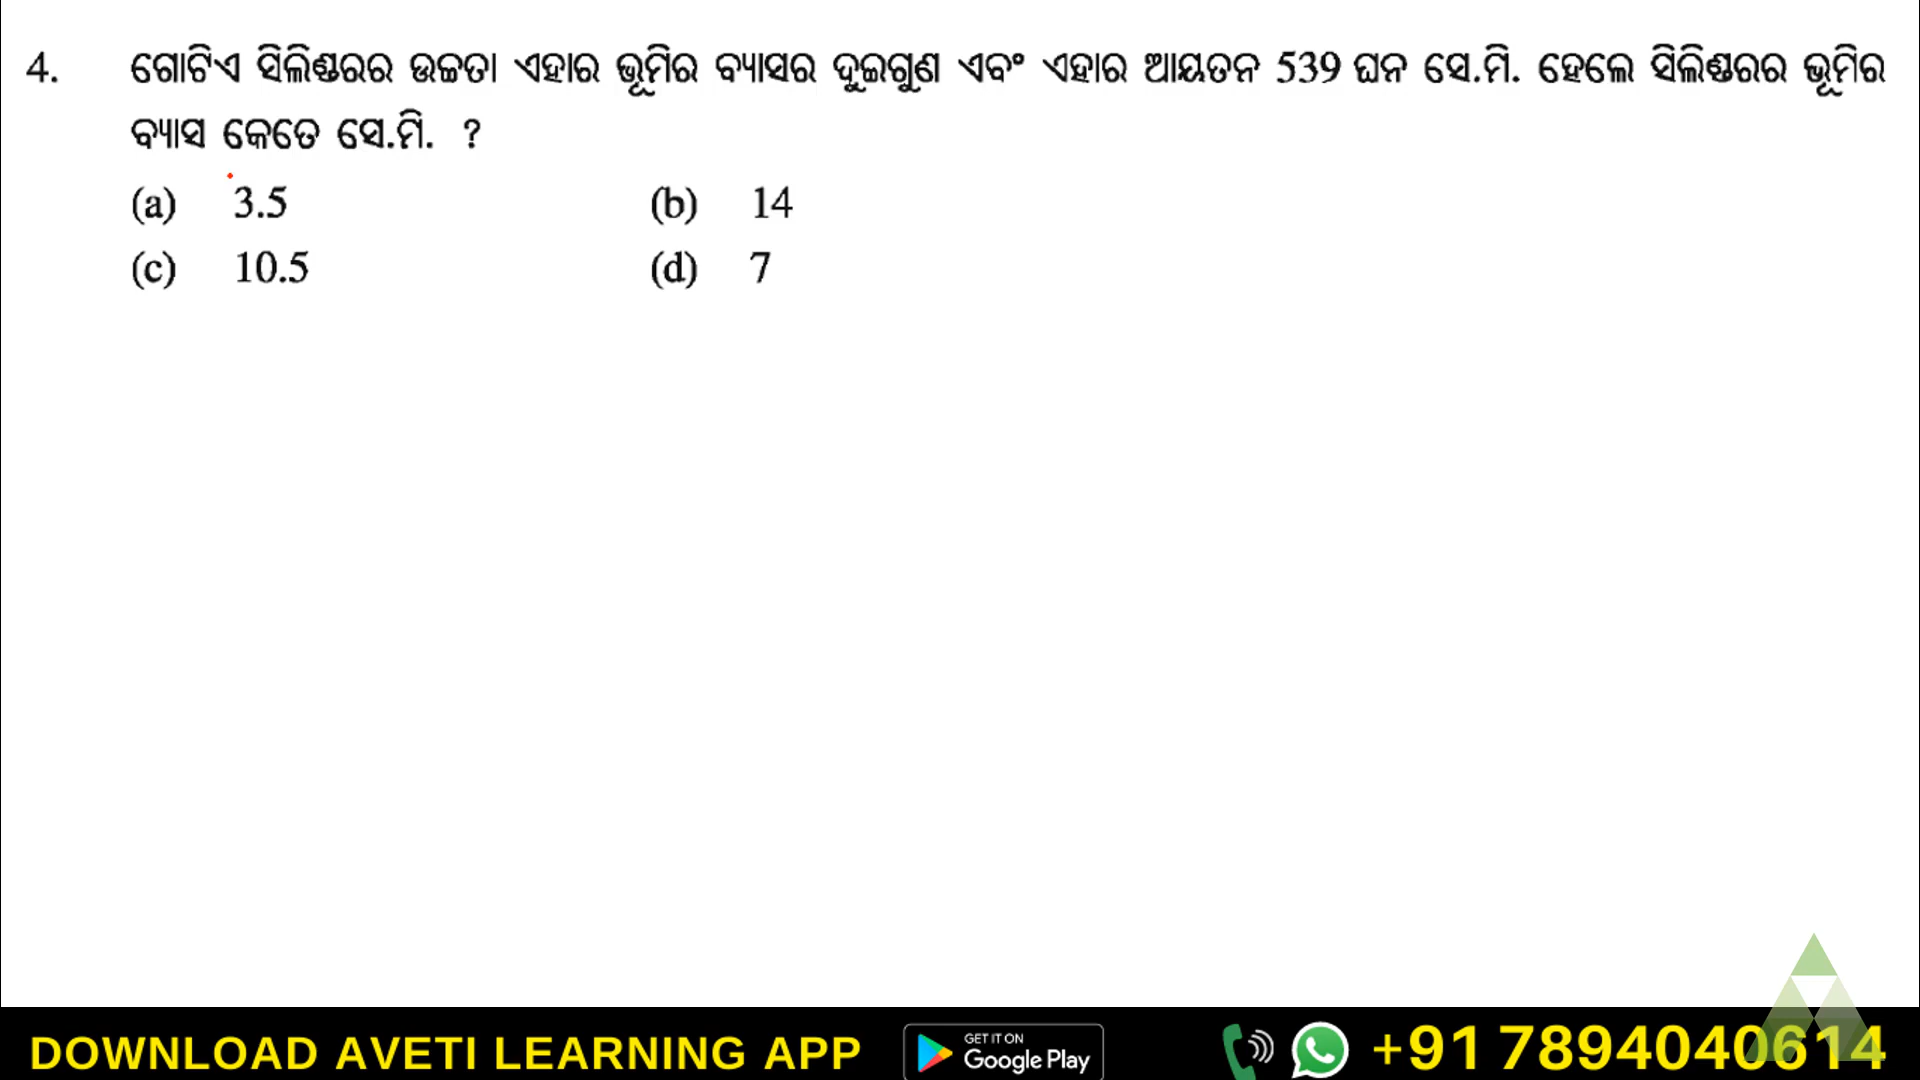 4. ଗୋଟିଏ ସିଲିଣ୍ଡରର ଉଚ୍ଚତା ଏହାର ଭୂମିର ବ୍ୟାସର ଦୁଇଗୁଣ ଏବଂ ଏହାର ଆୟତନ 539 ଘନ ସେ.ମି. ହେଲେ ସିଲିଣ୍ଡରର ଭୂମିର
ବ୍ୟାସ କେତେ ସେ.ମି. ?
(a) 3.5 (b) 14
(c) 10.5 (d) 7
DOWNLOAD AVETI LEARNING APP GET IT ON Google Play +91 7894040614